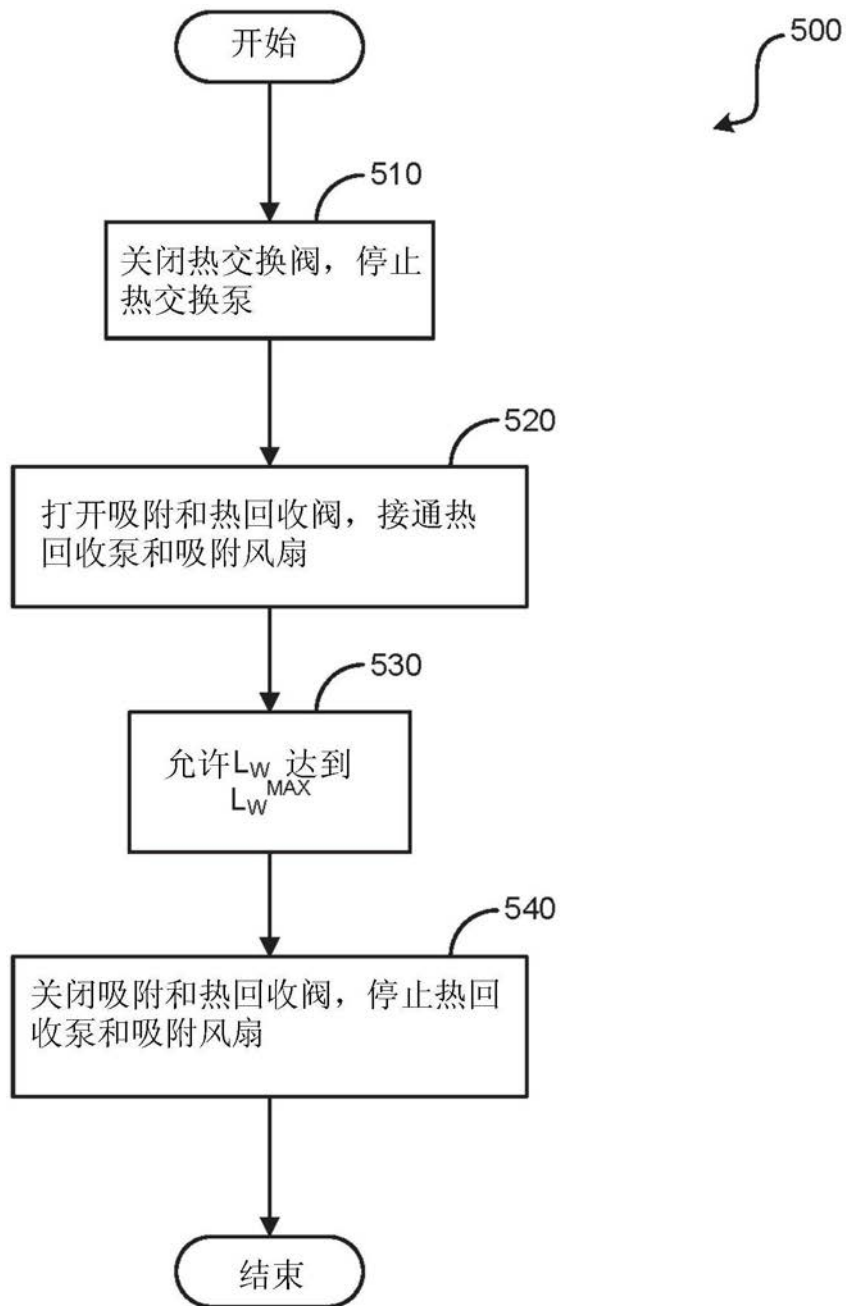 开始
500
510
关闭热交换阀，停止
热交换泵
520
打开吸附和热回收阀，接通热
回收泵和吸附风扇
530
允许LW 达到
LW^MAX
540
关闭吸附和热回收阀，停止热回
收泵和吸附风扇
结束